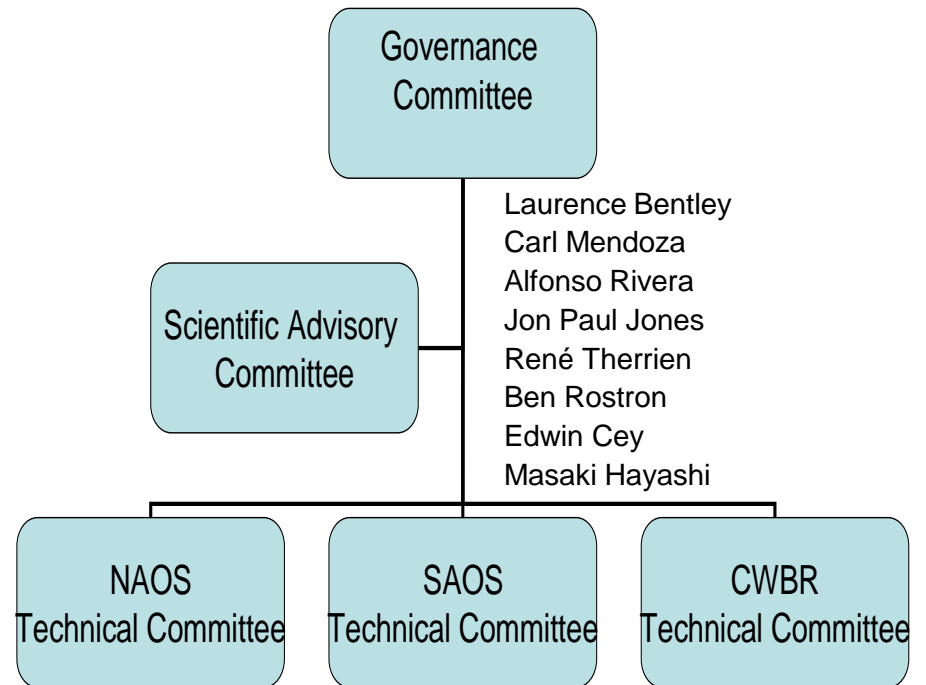 Governance
Committee
Laurence Bentley
Carl Mendoza
Alfonso Rivera
Jon Paul Jones
René Therrien
Ben Rostron
Edwin Cey
Masaki Hayashi
Scientific Advisory
Committee
NAOS
Technical Committee
SAOS
Technical Committee
CWBR
Technical Committee